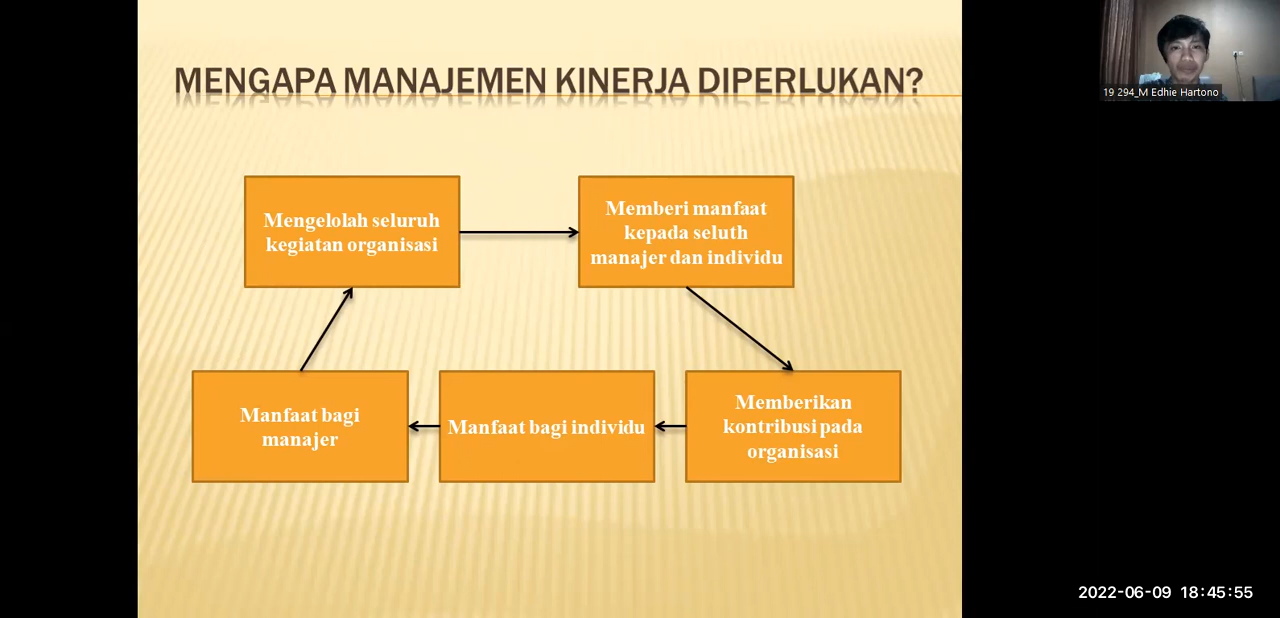 MENGAPA MANAJEMEN KINERJA DIPERLUKAN?
19 294_M Edhie Hartono
Mengelolah seluruh
kegiatan organisasi
Memberi manfaat
kepada seluth
manajer dan individu
Memberikan
kontribusi pada
organisasi
Manfaat bagi individu
Manfaat bagi
manajer
2022-06-09 18:45:55